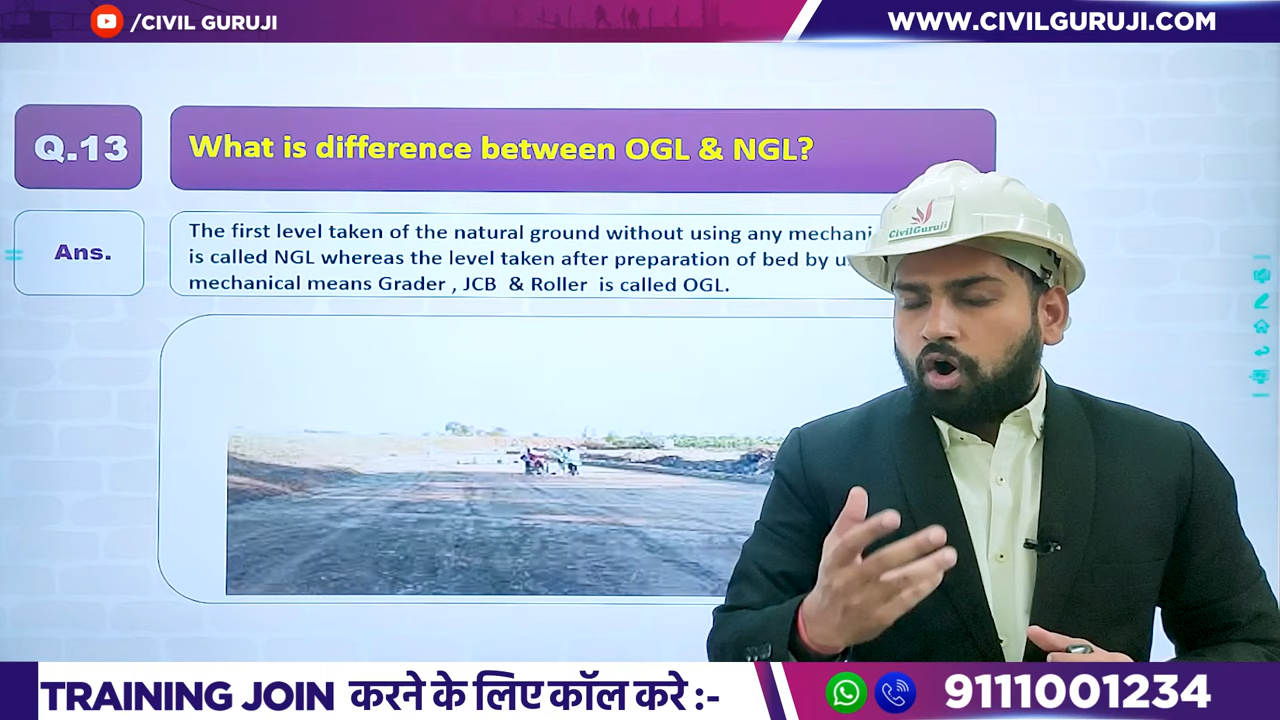 /CIVIL GURUJI
WWW.CIVILGURUJI.COM
Q.13
What is difference between OGL & NGL?
Ans.
The first level taken of the natural ground without using any
is called NGL whereas the level taken after preparation of bed by
mechanical means Grader , JCB & Roller is called OGL.
CivilGuruji
TRAINING JOIN करने के लिए कॉल करे :-
9111001234